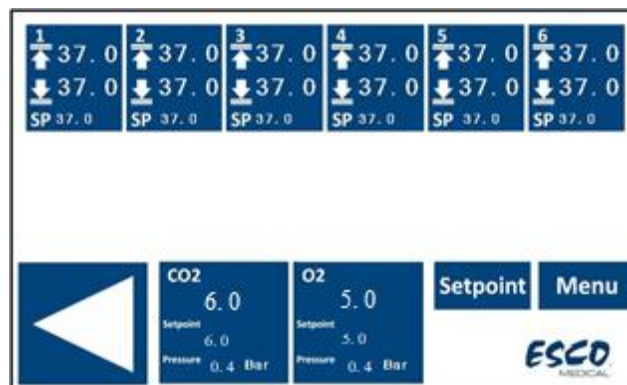 1 2 3 4 5 6
37.0 37.0 37.0 37.0 37.0 37.0
37.0 37.0 37.0 37.0 37.0 37.0
SP 37.0 SP 37.0 SP 37.0 SP 37.0 SP 37.0 SP 37.0
CO2
6.0
Setpoint
6.0
Pressure 0.4 Bar
O2
5.0
Setpoint
5.0
Pressure 0.4 Bar
Setpoint
Menu
ESCO
MEDICAL